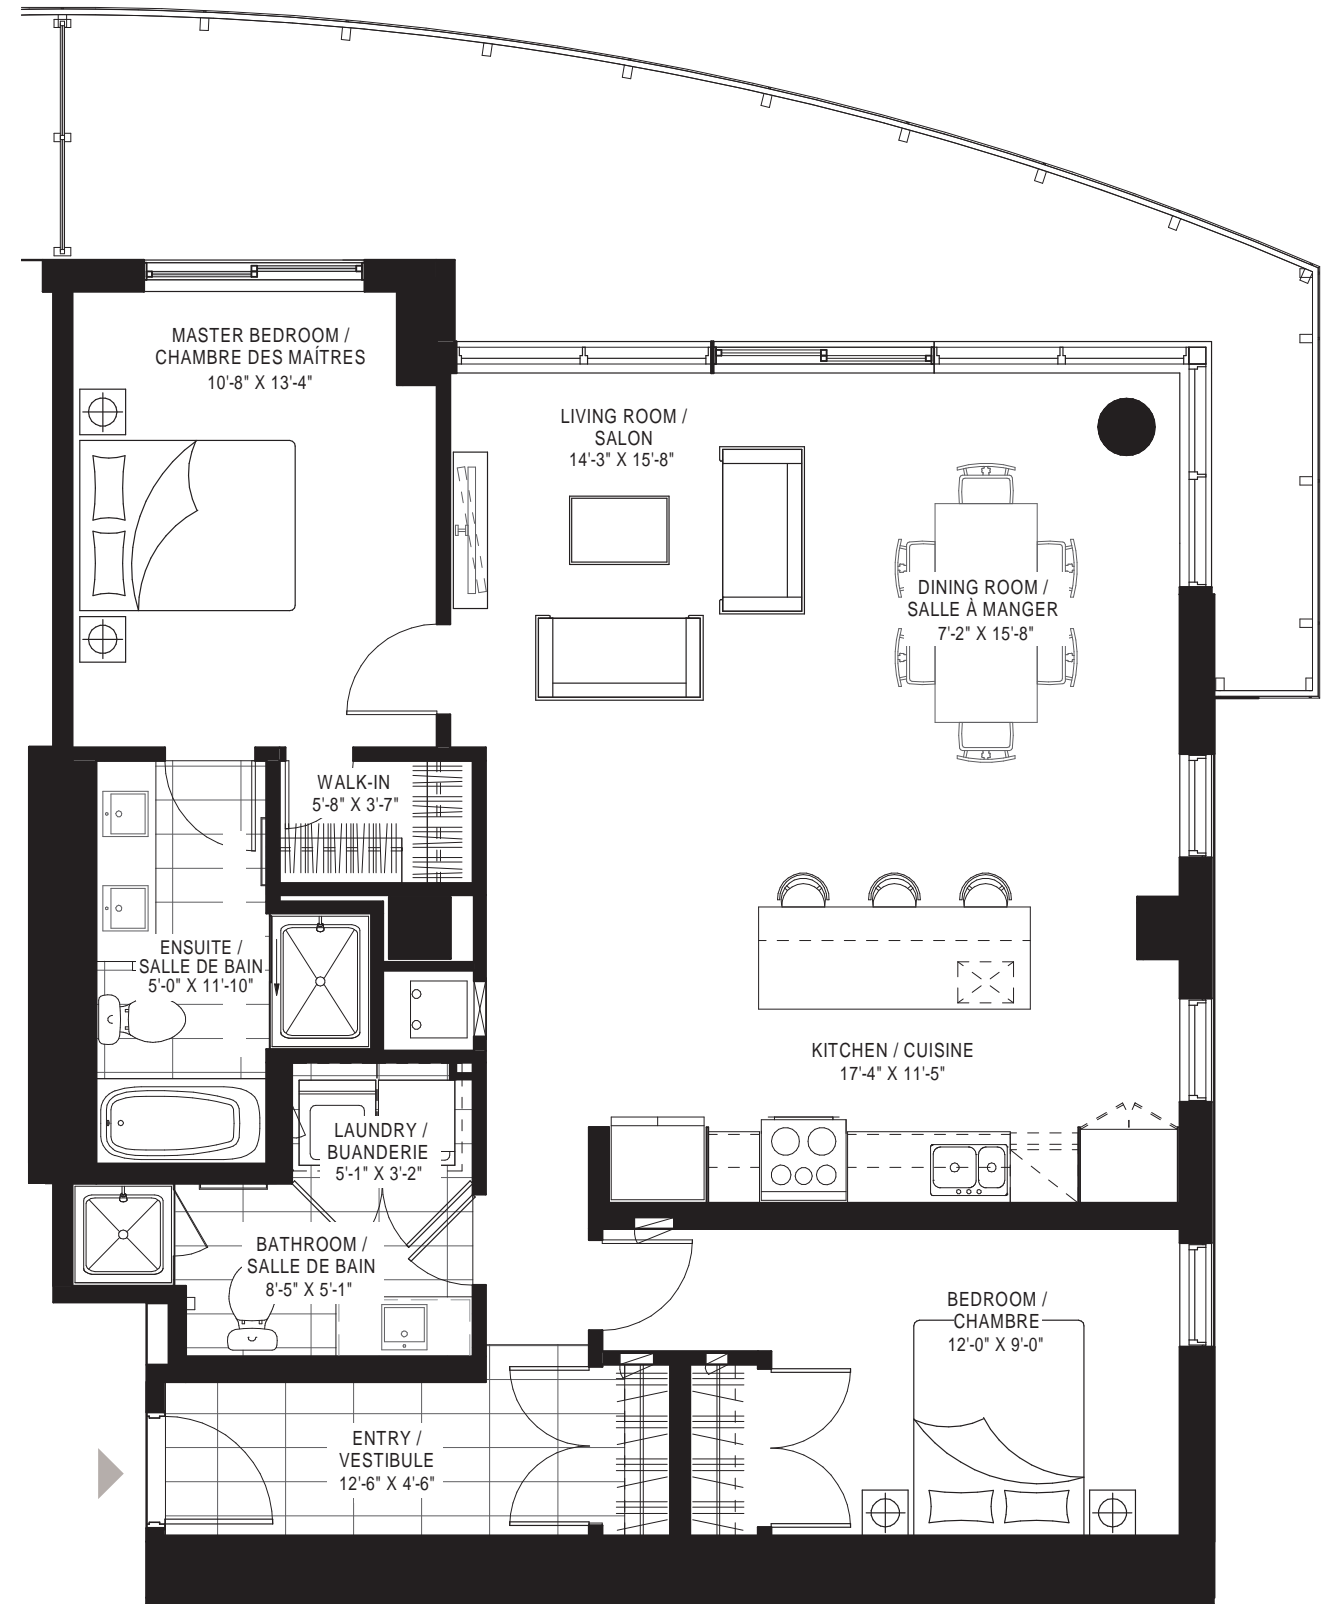 MASTER BEDROOM /
CHAMBRE DES MAÍTRES
10'-8" X 13'-4"
LIVING ROOM /
SALON
14'-3" X 15'-8"
DINING ROOM /
SALLE À MANGER
7'-2" X 15'-8"
WALK-IN
5'-8" X 3'-7"
ENSUITE /
SALLE DE BAIN
5'-0" X 11'-10"
KITCHEN / CUISINE
17'-4" X 11'-5"
LAUNDRY /
BUANDERIE
5'-1" X 3'-2"
BATHROOM /
SALLE DE BAIN
8'-5" X 5'-1"
BEDROOM /
CHAMBRE
12'-0" X 9'-0"
ENTRY /
VESTIBULE
12'-6" X 4'-6"